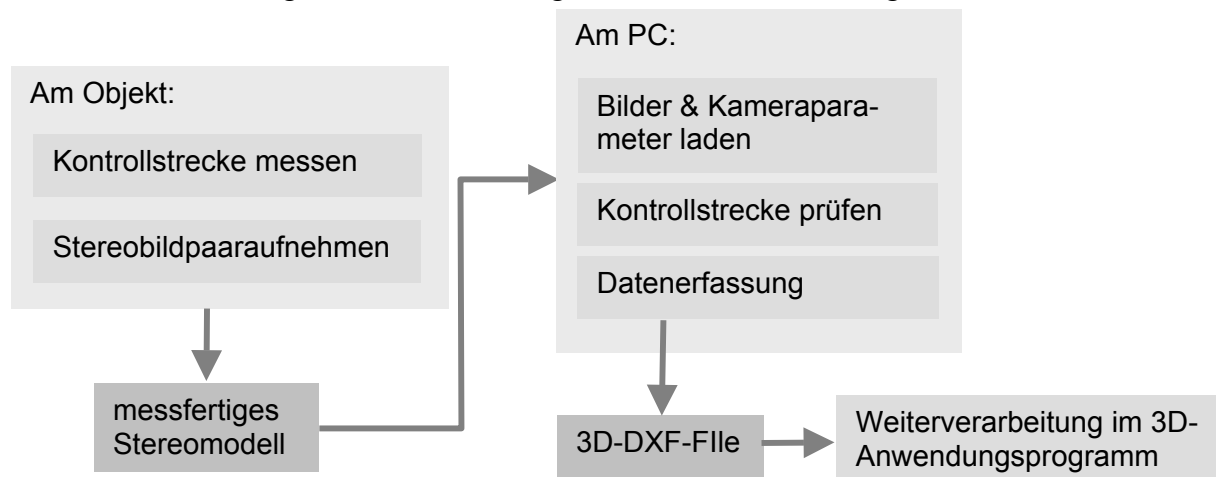 Am Objekt:
Kontrollstrecke messen
Stereobildpaaraufnehmen
messfertiges
Stereomodell
Am PC:
Bilder & Kamerapara-
meter laden
Kontrollstrecke prüfen
Datenerfassung
3D-DXF-FIle
Weiterverarbeitung im 3D-
Anwendungsprogramm